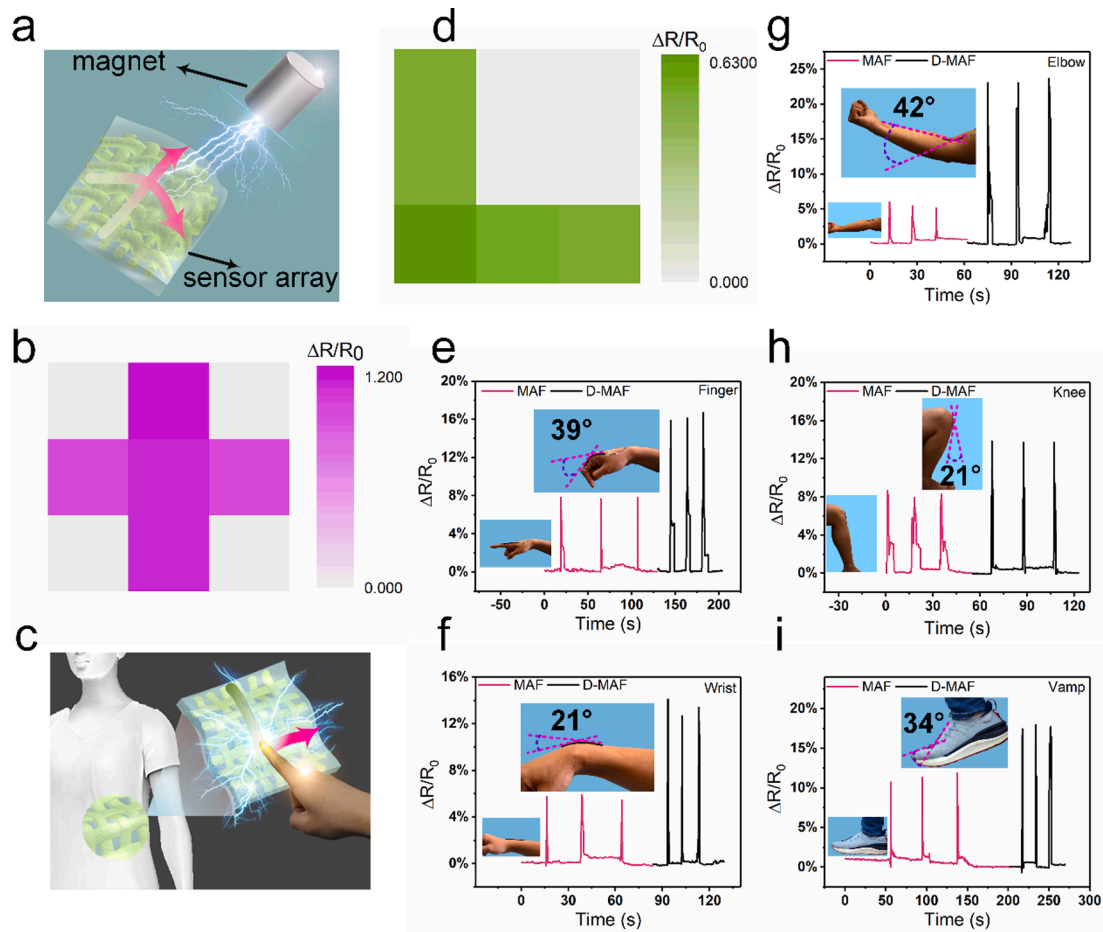 a
magnet
sensor array
b
ΔR/R0
1.200
0.000
c
d
ΔR/R0
0.6300
0.000
e
MAF D-MAF Finger
39°
20%
16%
12%
8%
4%
0%
ΔR/R0
-50 0 50 100 150 200
Time (s)
f
MAF D-MAF Wrist
21°
16%
12%
8%
4%
0%
ΔR/R0
0 30 60 90 120
Time (s)
g
MAF D-MAF Elbow
42°
25%
20%
15%
10%
5%
0%
ΔR/R0
0 30 60 90 120
Time (s)
h
MAF D-MAF Knee
21°
20%
16%
12%
8%
4%
0%
ΔR/R0
-30 0 30 60 90 120
Time (s)
i
MAF D-MAF Vamp
34°
25%
20%
15%
10%
5%
0%
ΔR/R0
0 50 100 150 200 250 300
Time (s)